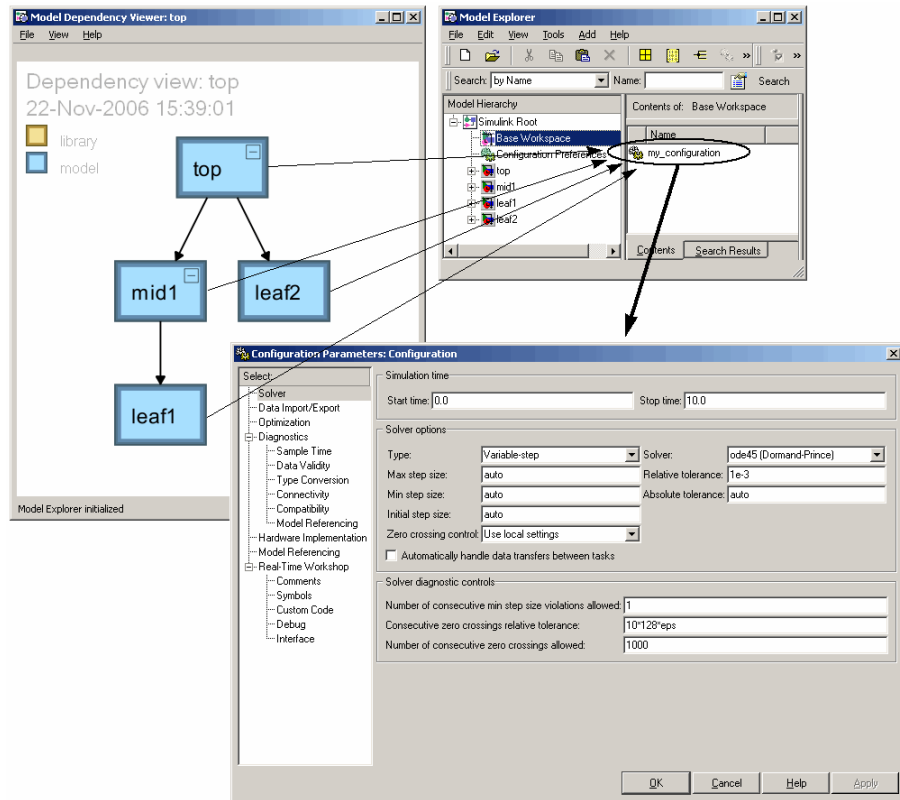 Model Dependency Viewer: top
File View Help
Dependency view: top
22-Nov-2006 15:39:01
library
model
top
mid1
leaf2
leaf1
Model Explorer initialized
Model Explorer
File Edit View Tools Add Help
Search: by Name Name: Search
Model Hierarchy
Simulink Root
Base Workspace
Configuration Preferences
top
mid1
leaf1
leaf2
Contents of: Base Workspace
Name
my_configuration
Contents Search Results
Configuration Parameters: Configuration
Select:
Solver
Data Import/Export
Optimization
Diagnostics
Sample Time
Data Validity
Type Conversion
Connectivity
Compatibility
Model Referencing
Hardware Implementation
Model Referencing
Real-Time Workshop
Comments
Symbols
Custom Code
Debug
Interface
Simulation time
Start time: 0.0 Stop time: 10.0
Solver options
Type: Variable-step Solver: ode45 (Dormand-Prince)
Max step size: auto Relative tolerance: 1e-3
Min step size: auto Absolute tolerance: auto
Initial step size: auto
Zero crossing control: Use local settings
Automatically handle data transfers between tasks
Solver diagnostic controls
Number of consecutive min step size violations allowed: 1
Consecutive zero crossings relative tolerance: 10*128*eps
Number of consecutive zero crossings allowed: 1000
OK Cancel Help Apply